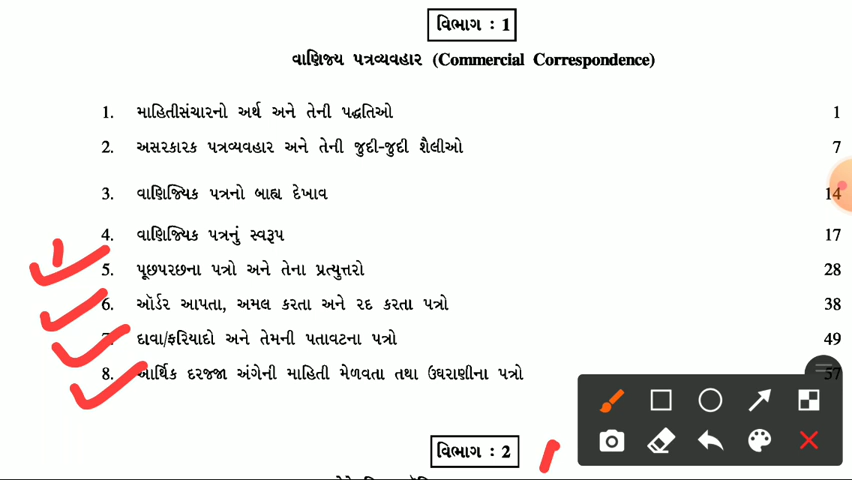 વિભાગ : 1
વાણિજ્ય પત્રવ્યવહાર (Commercial Correspondence)
1. માહિતીસંચારનો અર્થ અને તેની પદ્ધતિઓ 1
2. અસરકારક પત્રવ્યવહાર અને તેની જુદી-જુદી શૈલીઓ 7
3. વાણિજ્યિક પત્રનો બાહ્ય દેખાવ 14
4. વાણિજ્યિક પત્રનું સ્વરૂપ 17
5. પૂછપરછના પત્રો અને તેના પ્રત્યુત્તરો 28
6. ઑર્ડર આપતા, અમલ કરતા અને રદ કરતા પત્રો 38
7. દાવા/ફરિયાદો અને તેમની પતાવટના પત્રો 49
8. આર્થિક દરજ્જા અંગેની માહિતી મેળવતા તથા ઉઘરાણીના પત્રો 57
વિભાગ : 2